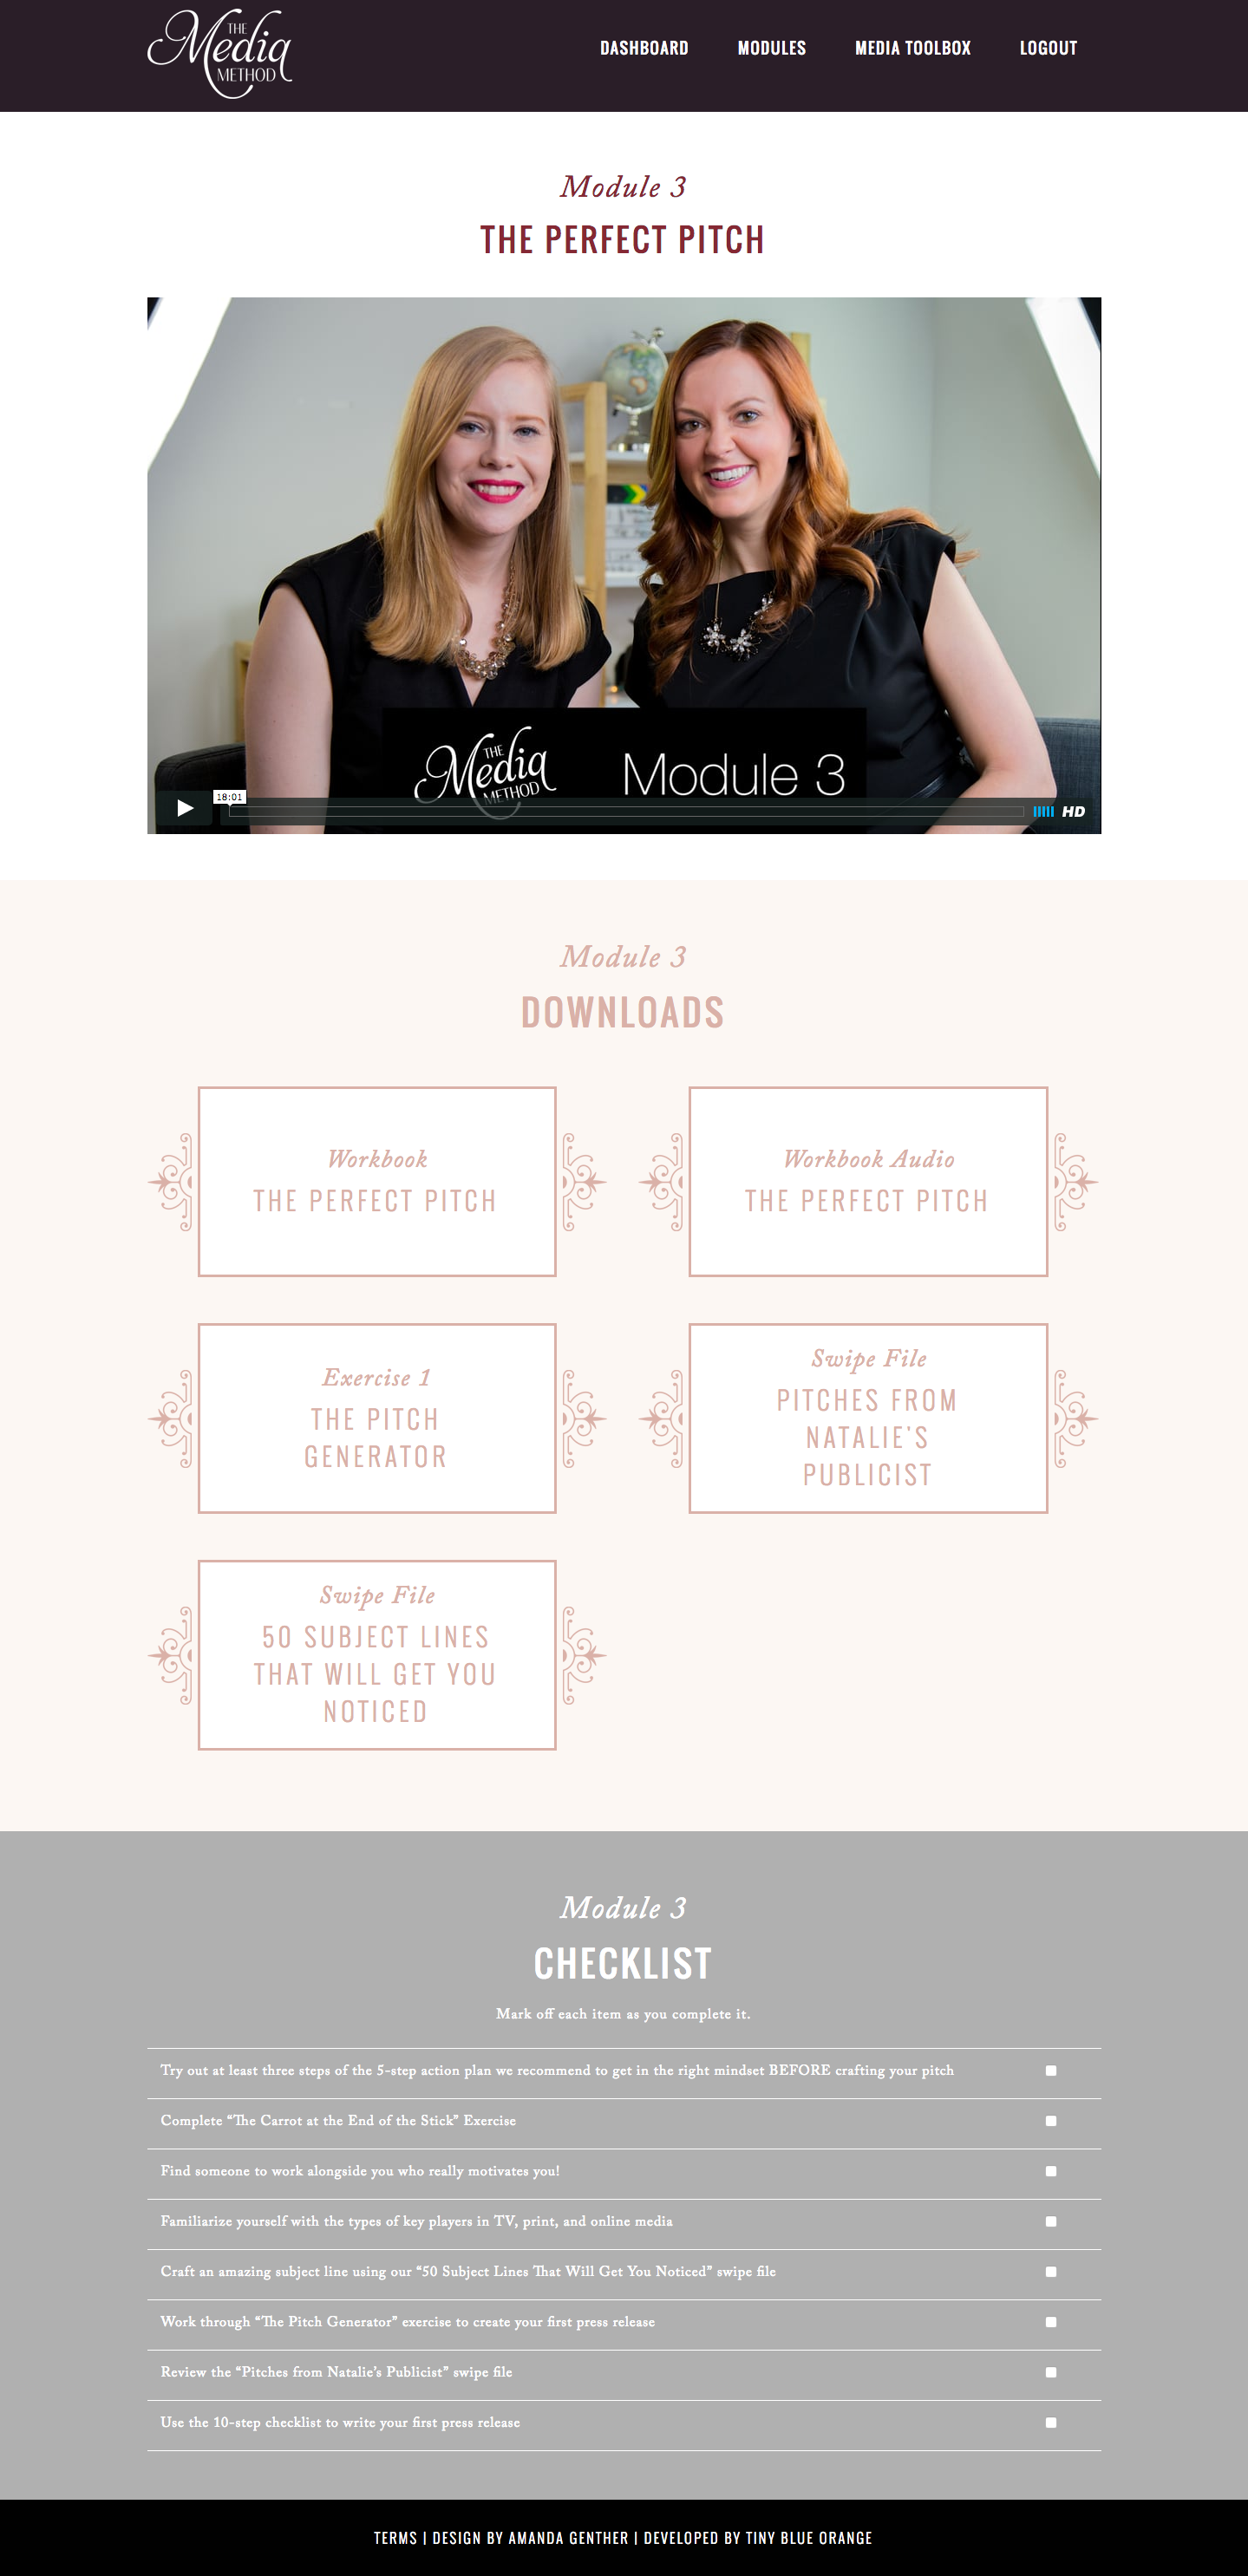 THE
Media
METHOD
DASHBOARD MODULES MEDIA TOOLBOX LOGOUT
Module 3
THE PERFECT PITCH
THE
Media
METHOD
Module 3
18:01
HD
Module 3
DOWNLOADS
Workbook
THE PERFECT PITCH
Workbook Audio
THE PERFECT PITCH
Exercise 1
THE PITCH
GENERATOR
Swipe File
PITCHES FROM
NATALIE'S
PUBLICIST
Swipe File
50 SUBJECT LINES
THAT WILL GET YOU
NOTICED
Module 3
CHECKLIST
Mark off each item as you complete it.
Try out at least three steps of the 5-step action plan we recommend to get in the right mindset BEFORE crafting your pitch
Complete “The Carrot at the End of the Stick” Exercise
Find someone to work alongside you who really motivates you!
Familiarize yourself with the types of key players in TV, print, and online media
Craft an amazing subject line using our “50 Subject Lines That Will Get You Noticed” swipe file
Work through “The Pitch Generator” exercise to create your first press release
Review the “Pitches from Natalie’s Publicist” swipe file
Use the 10-step checklist to write your first press release
TERMS | DESIGN BY AMANDA GENTHER | DEVELOPED BY TINY BLUE ORANGE